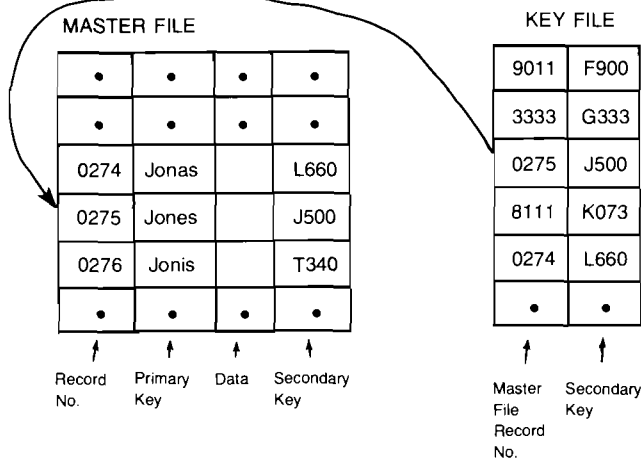 MASTER FILE
• • • •
• • • •
0274 Jonas L660
0275 Jones J500
0276 Jonis T340
• • • •
Record No.
Primary Key
Data
Secondary Key
KEY FILE
9011 F900
3333 G333
0275 J500
8111 K073
0274 L660
• •
Master File Record No.
Secondary Key